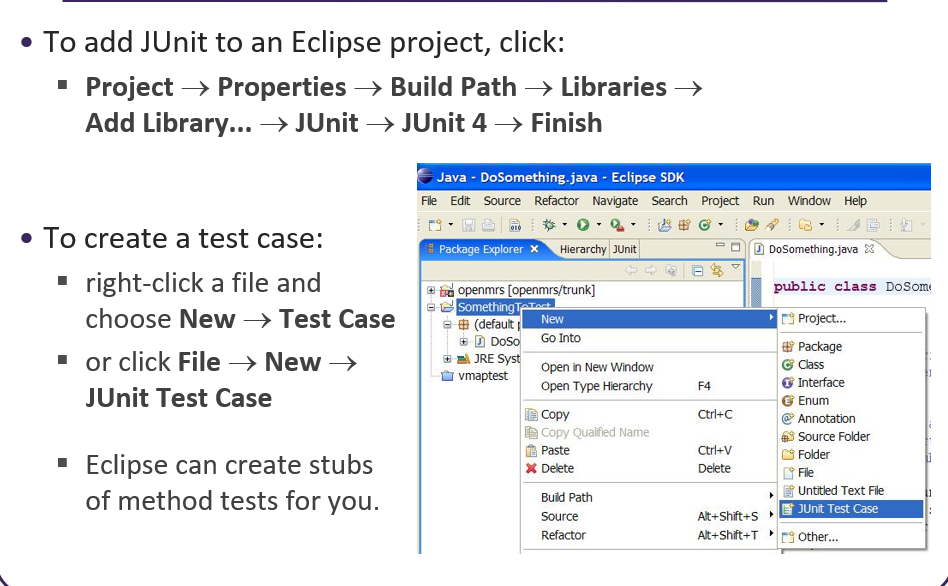 • To add JUnit to an Eclipse project, click:
▪ Project → Properties → Build Path → Libraries →
Add Library... → JUnit → JUnit 4 → Finish
• To create a test case:
▪ right-click a file and
choose New → Test Case
▪ or click File → New →
JUnit Test Case
▪ Eclipse can create stubs
of method tests for you.
Java - DoSomething.java - Eclipse SDK
File Edit Source Refactor Navigate Search Project Run Window Help
Package Explorer Hierarchy JUnit
DoSomething.java
openmrs [openmrs/trunk]
SomethingToTest
(default p
DoSo
JRE Syst
vmaptest
public class DoSome
New
Go Into
Open in New Window
Open Type Hierarchy F4
Copy Ctrl+C
Copy Qualified Name
Paste Ctrl+V
Delete Delete
Build Path
Source Alt+Shift+S
Refactor Alt+Shift+T
Project...
Package
Class
Interface
Enum
Annotation
Source Folder
Folder
File
Untitled Text File
JUnit Test Case
Other...